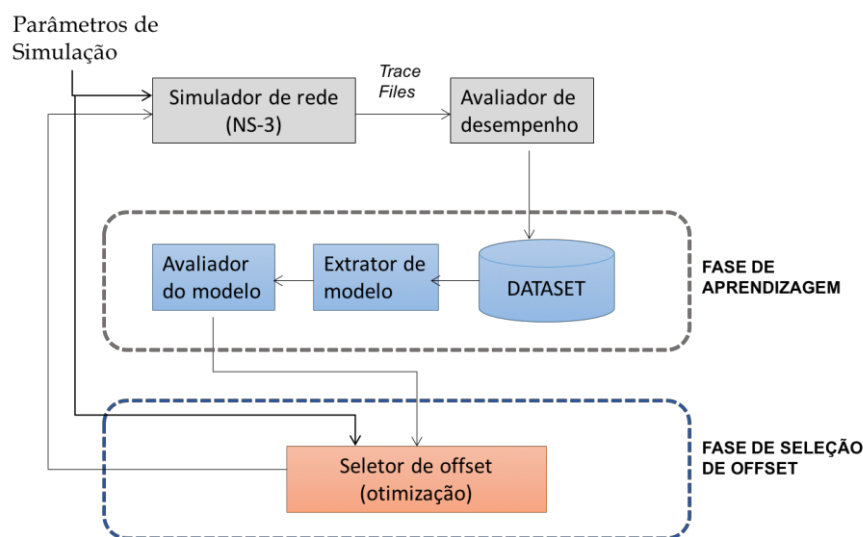 Parâmetros de
Simulação
Simulador de rede
(NS-3)
Trace
Files
Avaliador de
desempenho
Avaliador
do modelo
Extrator de
modelo
DATASET
FASE DE
APRENDIZAGEM
Seletor de offset
(otimização)
FASE DE SELEÇÃO
DE OFFSET